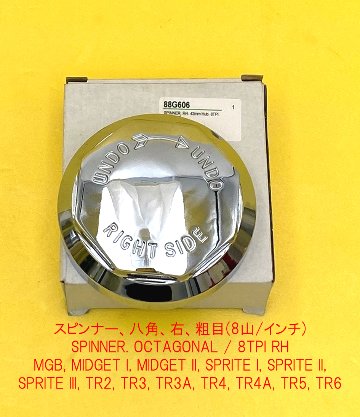 88G606
1
SPINNER, RH, 42mm hub, 8TPI
UNDO UNDO
RIGHT SIDE
スピンナー、八角、右、粗目(8山/インチ)
SPINNER. OCTAGONAL / 8TPI RH
MGB, MIDGET I, MIDGET II, SPRITE I, SPRITE II,
SPRITE III, TR2, TR3, TR3A, TR4, TR4A, TR5, TR6